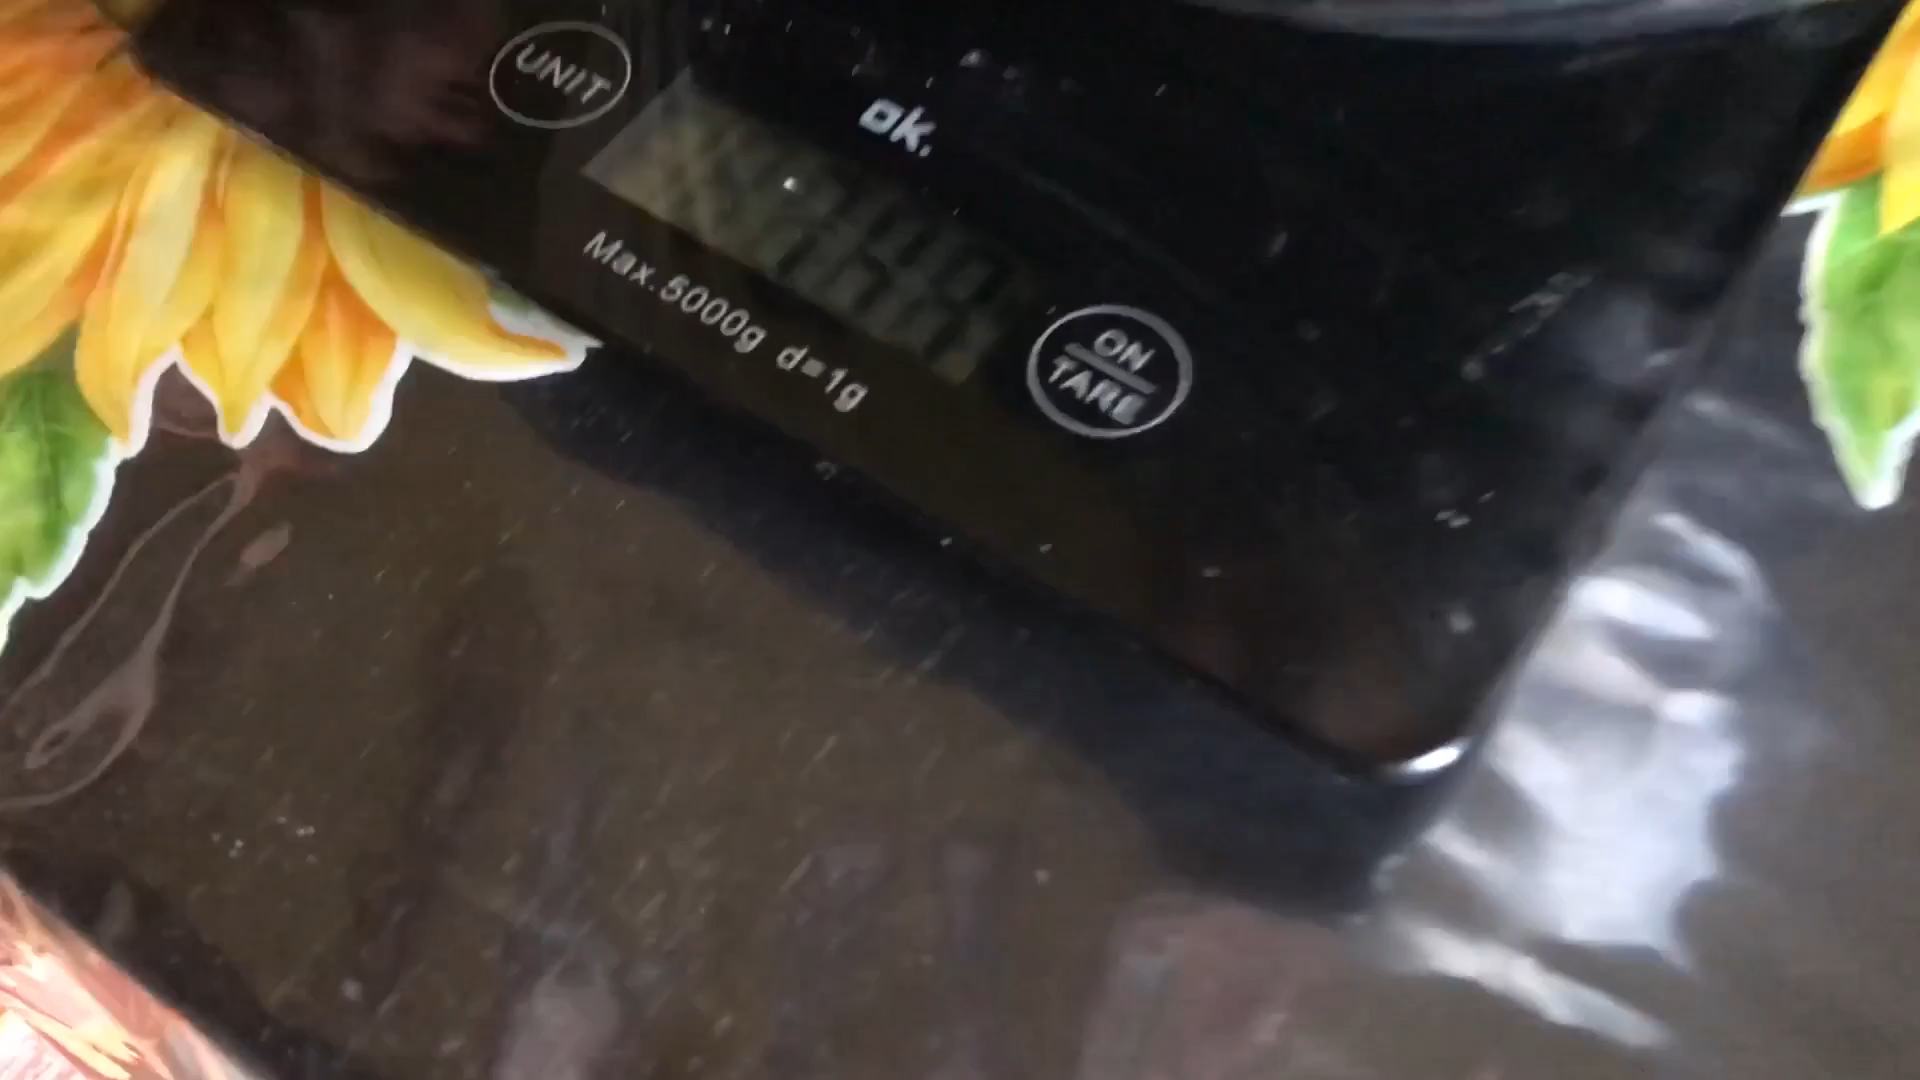 UNIT
ok,
Max.5000g d=1g
ON
TARE